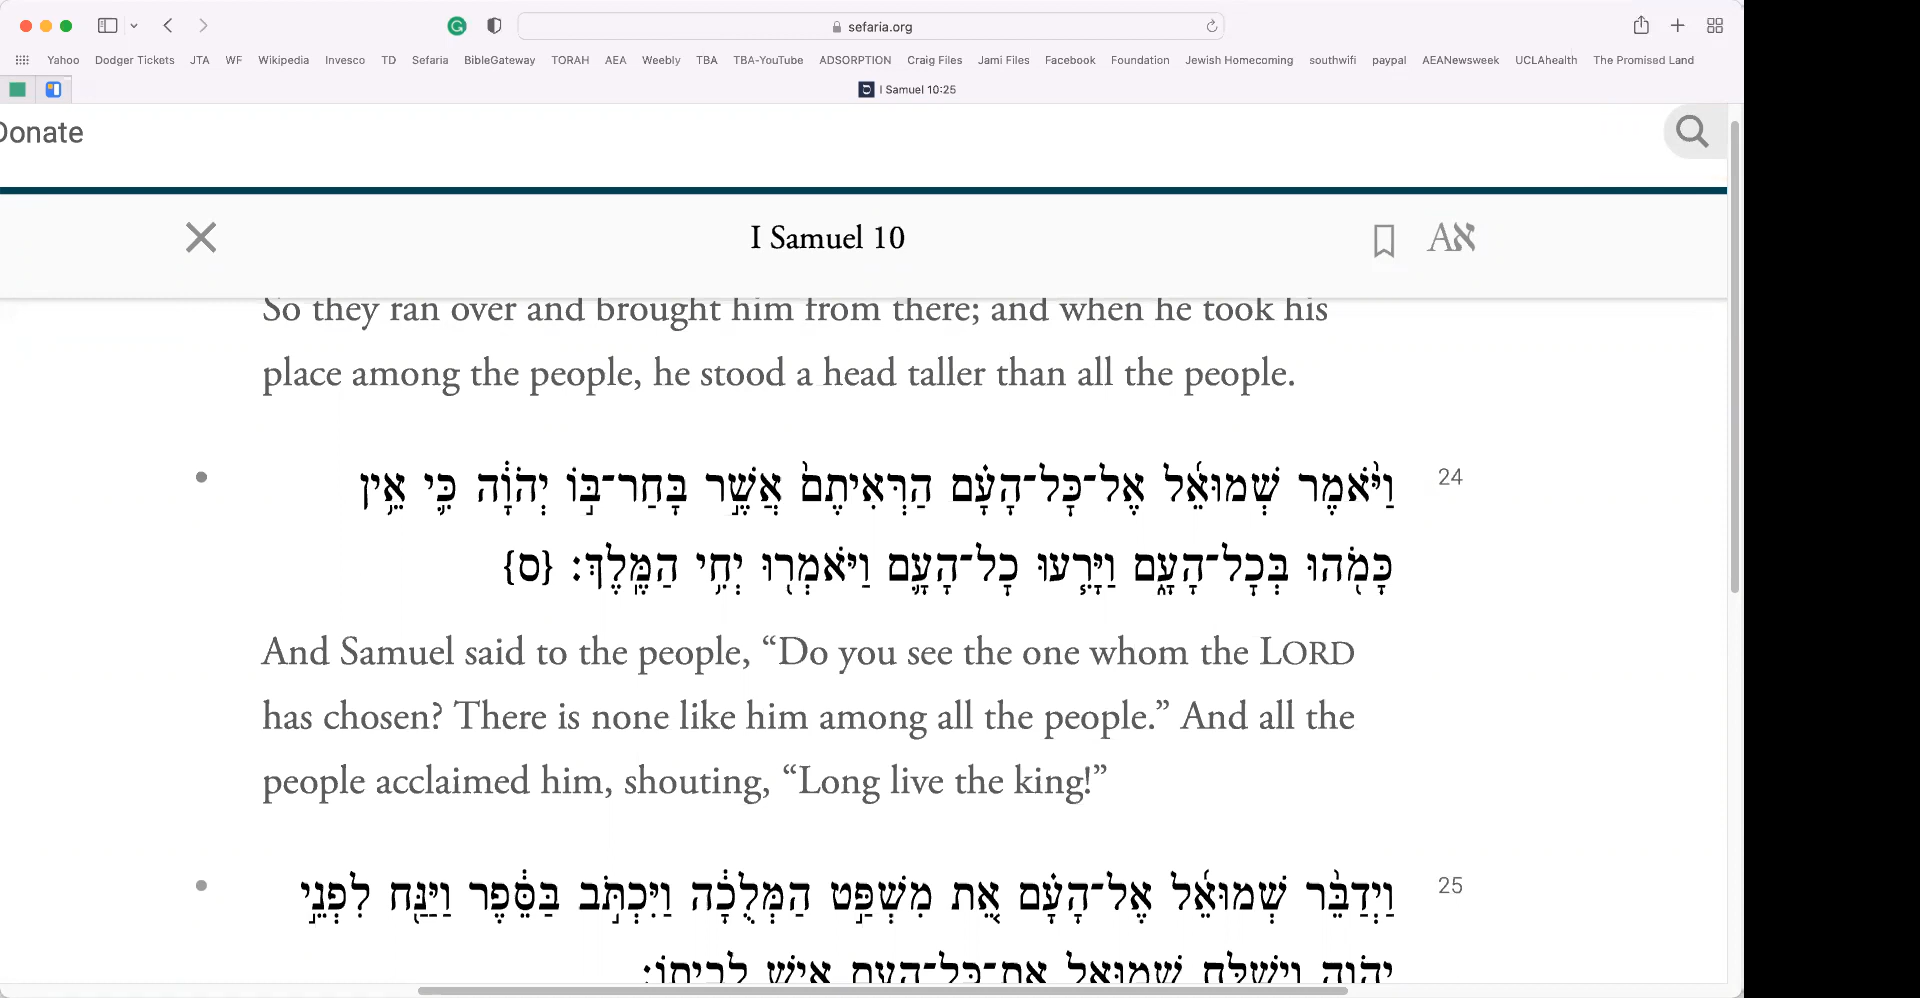 sefaria.org
Yahoo Dodger Tickets JTA WF Wikipedia Invesco TD Sefaria BibleGateway TORAH AEA Weebly TBA TBA-YouTube ADSORPTION Craig Files Jami Files Facebook Foundation Jewish Homecoming southwifi paypal AEANewsweek UCLAhealth The Promised Land
I Samuel 10:25
Donate
I Samuel 10
Aא
So they ran over and brought him from there; and when he took his
place among the people, he stood a head taller than all the people.
24
וַיֹּ֨אמֶר שְׁמוּאֵ֜ל אֶל־כׇּל־הָעָ֗ם הַרְּאִיתֶם֙ אֲשֶׁ֣ר בָּחַר־בּ֣וֹ יְהֹוָ֔ה כִּ֛י אֵ֥ין
כָּמֹ֖הוּ בְּכׇל־הָעָ֑ם וַיָּרִ֧עוּ כׇל־הָעָ֛ם וַיֹּאמְר֖וּ יְחִ֥י הַמֶּֽלֶךְ׃ {ס}
And Samuel said to the people, “Do you see the one whom the LORD
has chosen? There is none like him among all the people.” And all the
people acclaimed him, shouting, “Long live the king!”
25
וַיְדַבֵּ֨ר שְׁמוּאֵ֜ל אֶל־הָעָ֗ם אֵ֚ת מִשְׁפַּ֣ט הַמְּלֻכָ֔ה וַיִּכְתֹּ֣ב בַּסֵּ֔פֶר וַיַּנַּ֖ח לִפְנֵ֣י
יְהֹוָ֑ה וַיְשַׁלַּ֧ח שְׁמוּאֵ֛ל אֶת־כׇּל־הָעָ֖ם אִ֥ישׁ לְבֵיתֽוֹ׃